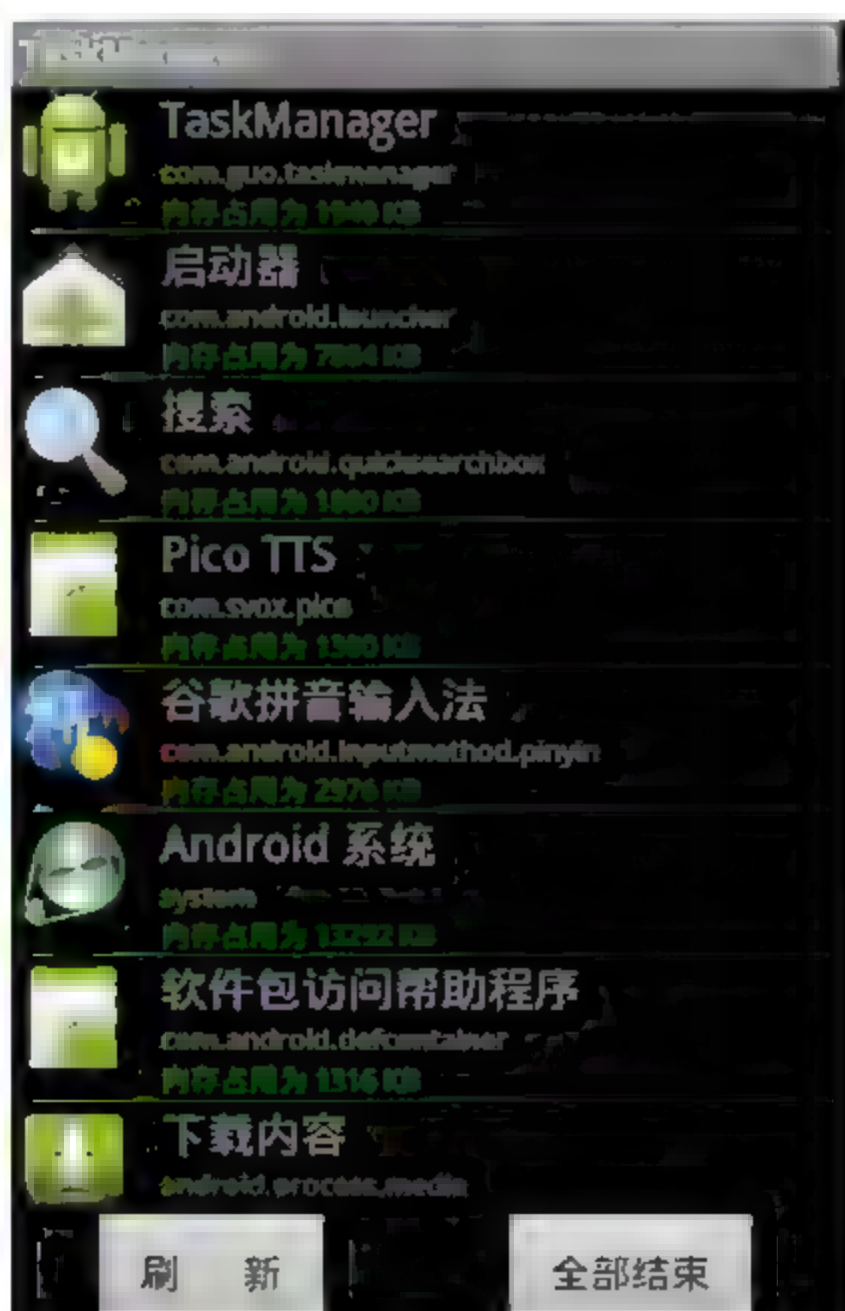 TaskManager
com.guo.taskmanager
内存占用为 1940 KB
启动器
com.android.launcher
内存占用为 KB
搜索
com.android.quicksearchbox
内存占用为 KB
Pico TTS
com.svox.pico
内存占用为 1380 KB
谷歌拼音输入法
com.android.inputmethod.pinyin
内存占用为 2976 KB
Android 系统
system
内存占用为 13292 KB
软件包访问帮助程序
com.android.defcontainer
内存占用为 1316 KB
下载内容
android.process.media
刷 新
全部结束